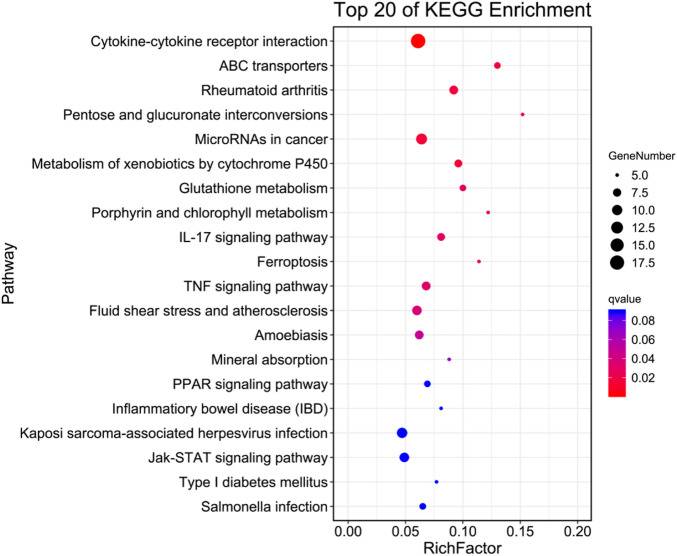 Top 20 of KEGG Enrichment
Cytokine-cytokine receptor interaction
ABC transporters
Rheumatoid arthritis
Pentose and glucuronate interconversions
MicroRNAs in cancer
Metabolism of xenobiotics by cytochrome P450
Glutathione metabolism
Porphyrin and chlorophyll metabolism
IL-17 signaling pathway
Ferroptosis
TNF signaling pathway
Fluid shear stress and atherosclerosis
Amoebiasis
Mineral absorption
PPAR signaling pathway
Inflammatiory bowel disease (IBD)
Kaposi sarcoma-associated herpesvirus infection
Jak-STAT signaling pathway
Type I diabetes mellitus
Salmonella infection
Pathway
0.00 0.05 0.10 0.15 0.20
RichFactor
GeneNumber
5.0
7.5
10.0
12.5
15.0
17.5
qvalue
0.08
0.06
0.04
0.02